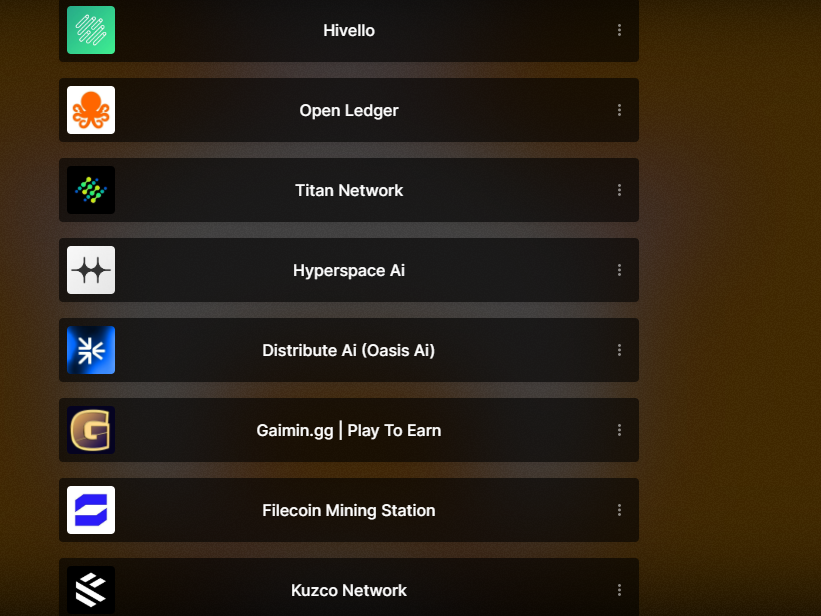 Hivello
Open Ledger
Titan Network
Hyperspace Ai
Distribute Ai (Oasis Ai)
Gaimin.gg | Play To Earn
Filecoin Mining Station
Kuzco Network